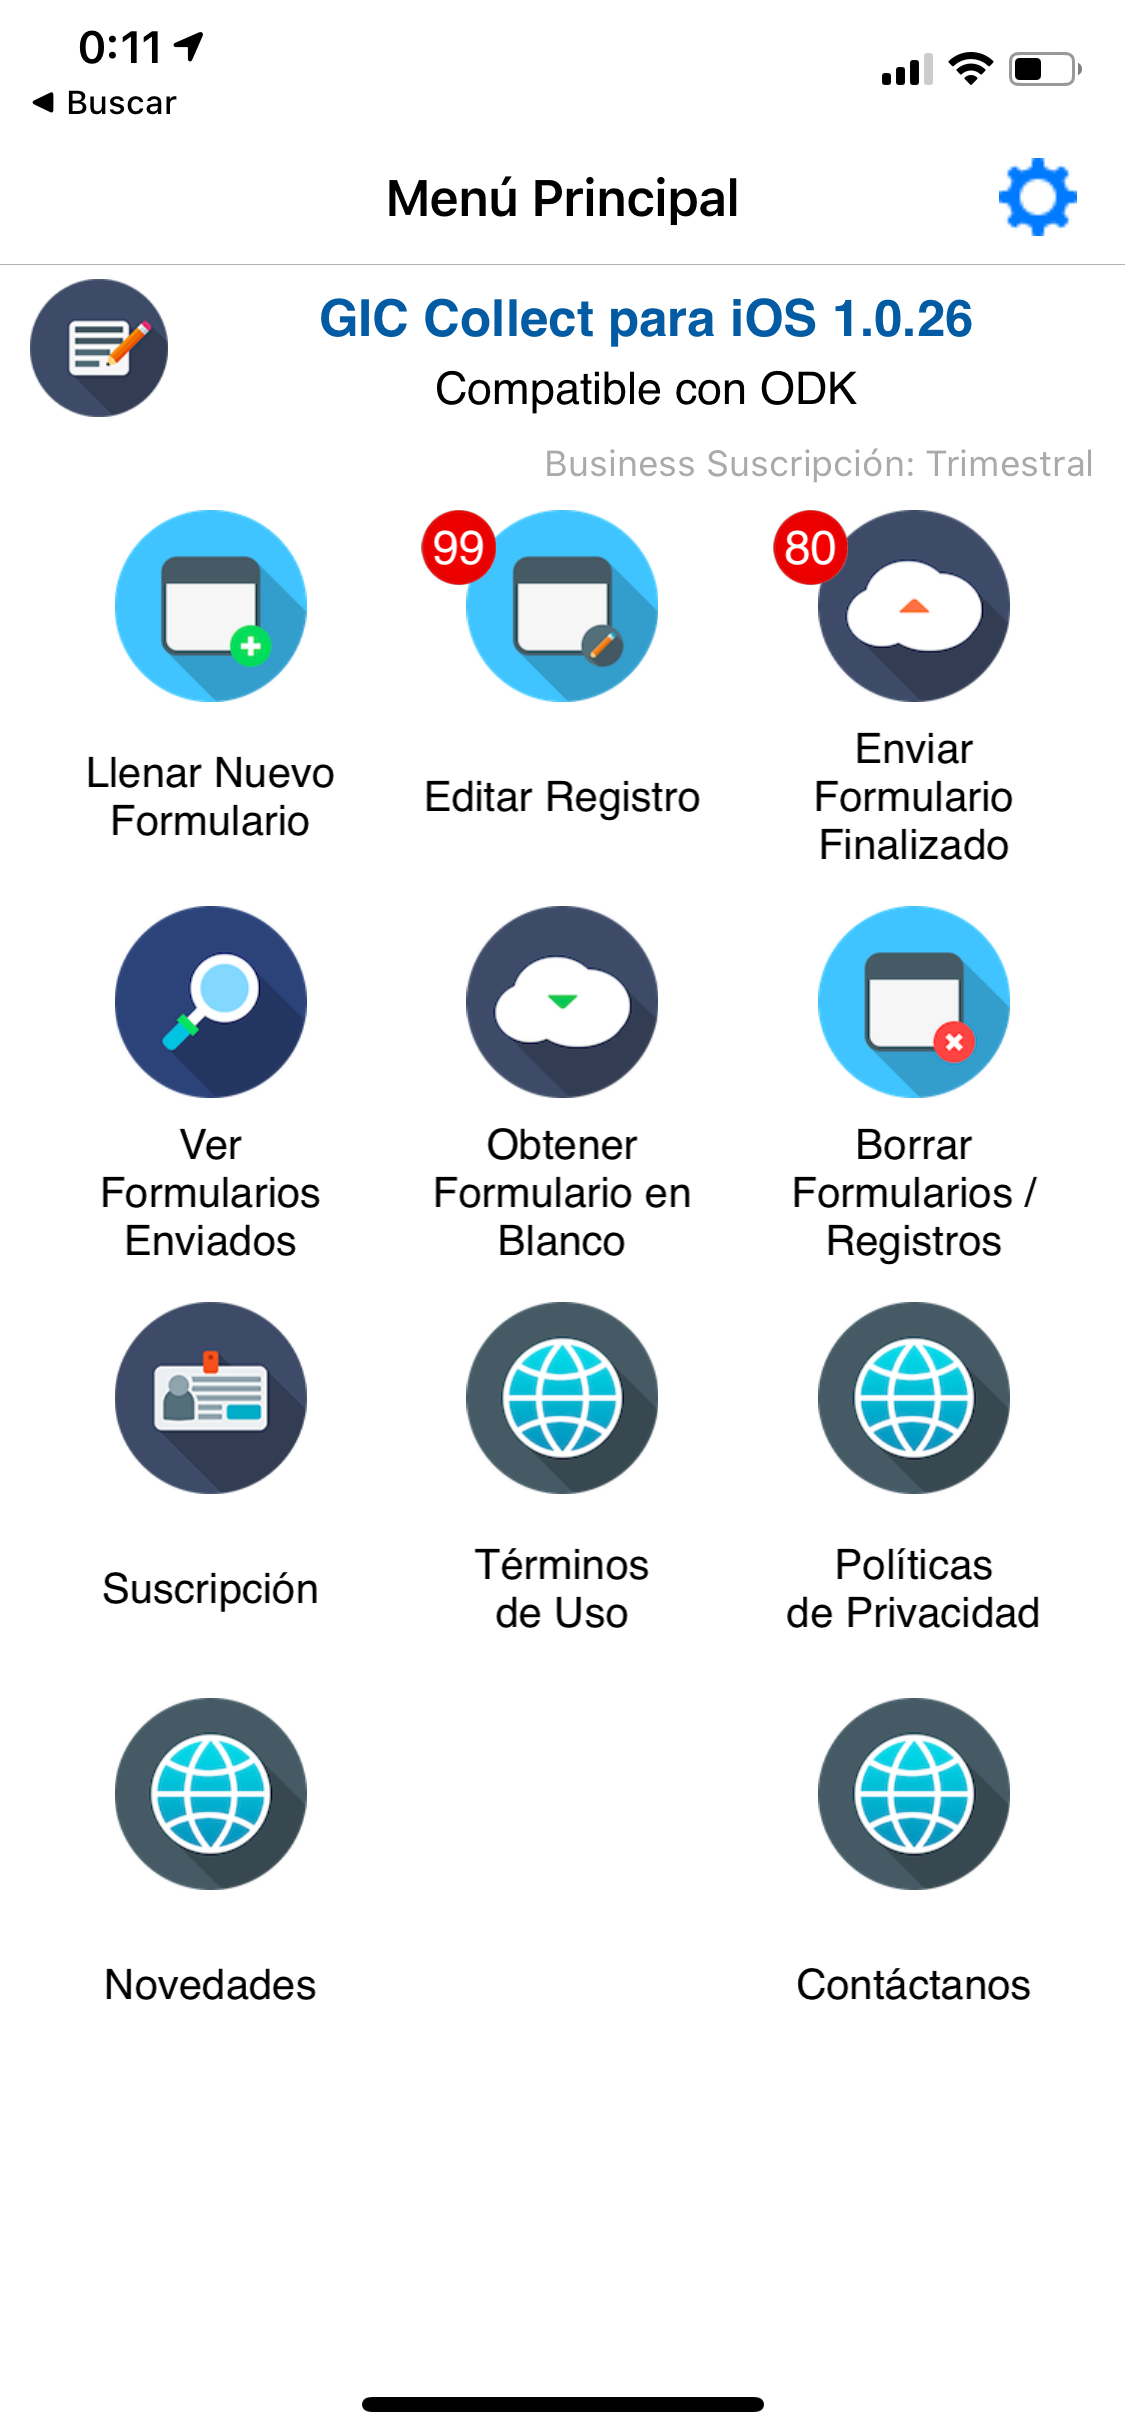 0:11
Buscar
Menú Principal
GIC Collect para iOS 1.0.26
Compatible con ODK
Business Suscripción: Trimestral
99
80
Llenar Nuevo
Formulario
Editar Registro
Enviar
Formulario
Finalizado
Ver
Formularios
Enviados
Obtener
Formulario en
Blanco
Borrar
Formularios /
Registros
Suscripción
Términos
de Uso
Políticas
de Privacidad
Novedades
Contáctanos